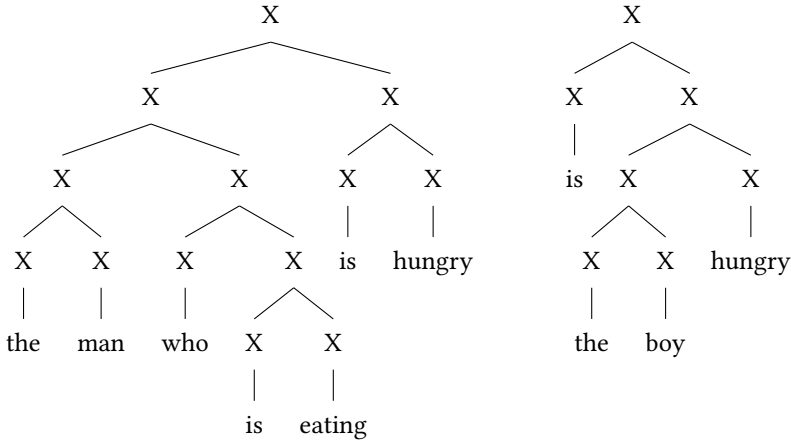 X X
X X X X
X X X X is X X
X X X X is hungry X X hungry
the man who X X the boy
is eating